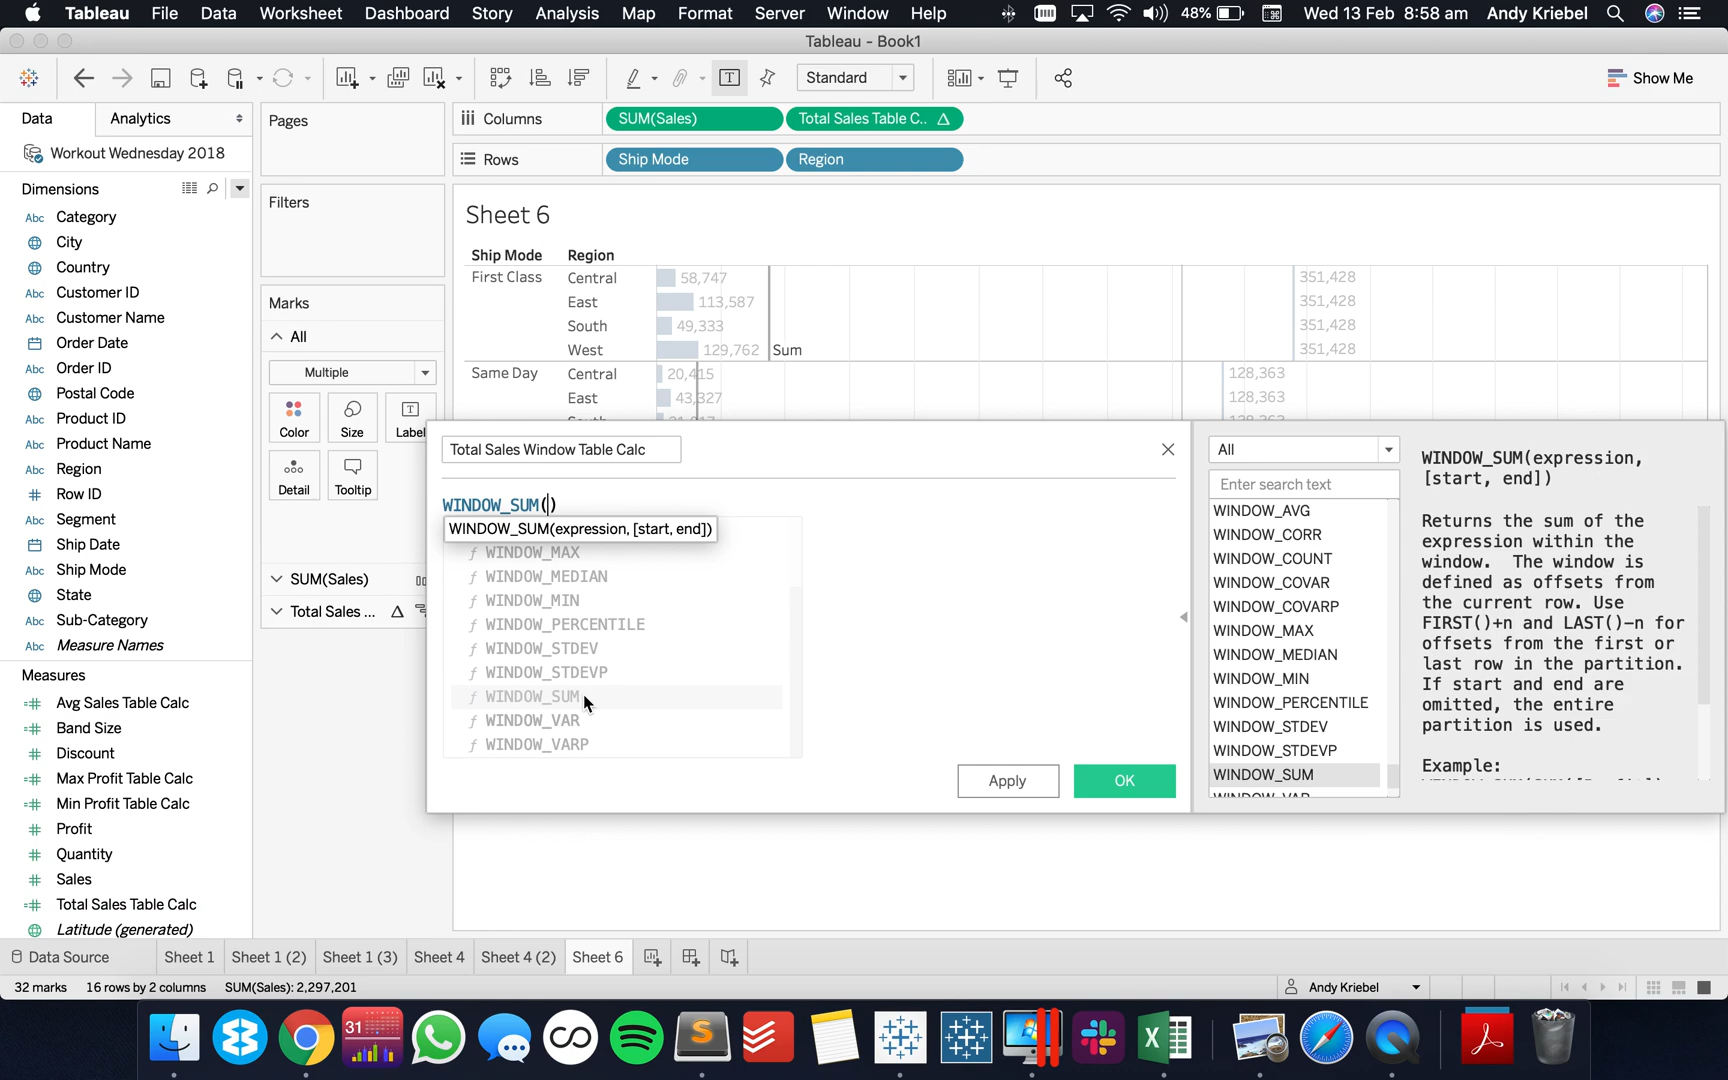 Tableau File Data Worksheet Dashboard Story Analysis Map Format Server Window Help 48% Wed 13 Feb 8:58 am Andy Kriebel
Tableau - Book1
Standard Show Me
Data Analytics
Workout Wednesday 2018
Dimensions
Abc Category
City
Country
Abc Customer ID
Abc Customer Name
Order Date
Abc Order ID
Postal Code
Abc Product ID
Abc Product Name
Abc Region
# Row ID
Abc Segment
Ship Date
Abc Ship Mode
State
Abc Sub-Category
Abc Measure Names
Measures
=# Avg Sales Table Calc
=# Band Size
# Discount
=# Max Profit Table Calc
=# Min Profit Table Calc
# Profit
# Quantity
# Sales
=# Total Sales Table Calc
Latitude (generated)
Pages
Filters
Marks
All
Multiple
Color Size Label
Detail Tooltip
SUM(Sales)
Total Sales ... Δ
Columns SUM(Sales) Total Sales Table C.. Δ
Rows Ship Mode Region
Sheet 6
Ship Mode Region
First Class Central 58,747 351,428
East 113,587 351,428
South 49,333 351,428
West 129,762 Sum 351,428
Same Day Central 20,415 128,363
East 43,327 128,363
Total Sales Window Table Calc
WINDOW_SUM()
WINDOW_SUM(expression, [start, end])
f WINDOW_MAX
f WINDOW_MEDIAN
f WINDOW_MIN
f WINDOW_PERCENTILE
f WINDOW_STDEV
f WINDOW_STDEVP
f WINDOW_SUM
f WINDOW_VAR
f WINDOW_VARP
Apply OK
All
Enter search text
WINDOW_AVG
WINDOW_CORR
WINDOW_COUNT
WINDOW_COVAR
WINDOW_COVARP
WINDOW_MAX
WINDOW_MEDIAN
WINDOW_MIN
WINDOW_PERCENTILE
WINDOW_STDEV
WINDOW_STDEVP
WINDOW_SUM
WINDOW_VAR
WINDOW_SUM(expression,
[start, end])
Returns the sum of the
expression within the
window. The window is
defined as offsets from
the current row. Use
FIRST()+n and LAST()-n for
offsets from the first or
last row in the partition.
If start and end are
omitted, the entire
partition is used.
Example:
Data Source Sheet 1 Sheet 1 (2) Sheet 1 (3) Sheet 4 Sheet 4 (2) Sheet 6
32 marks 16 rows by 2 columns SUM(Sales): 2,297,201 Andy Kriebel
31